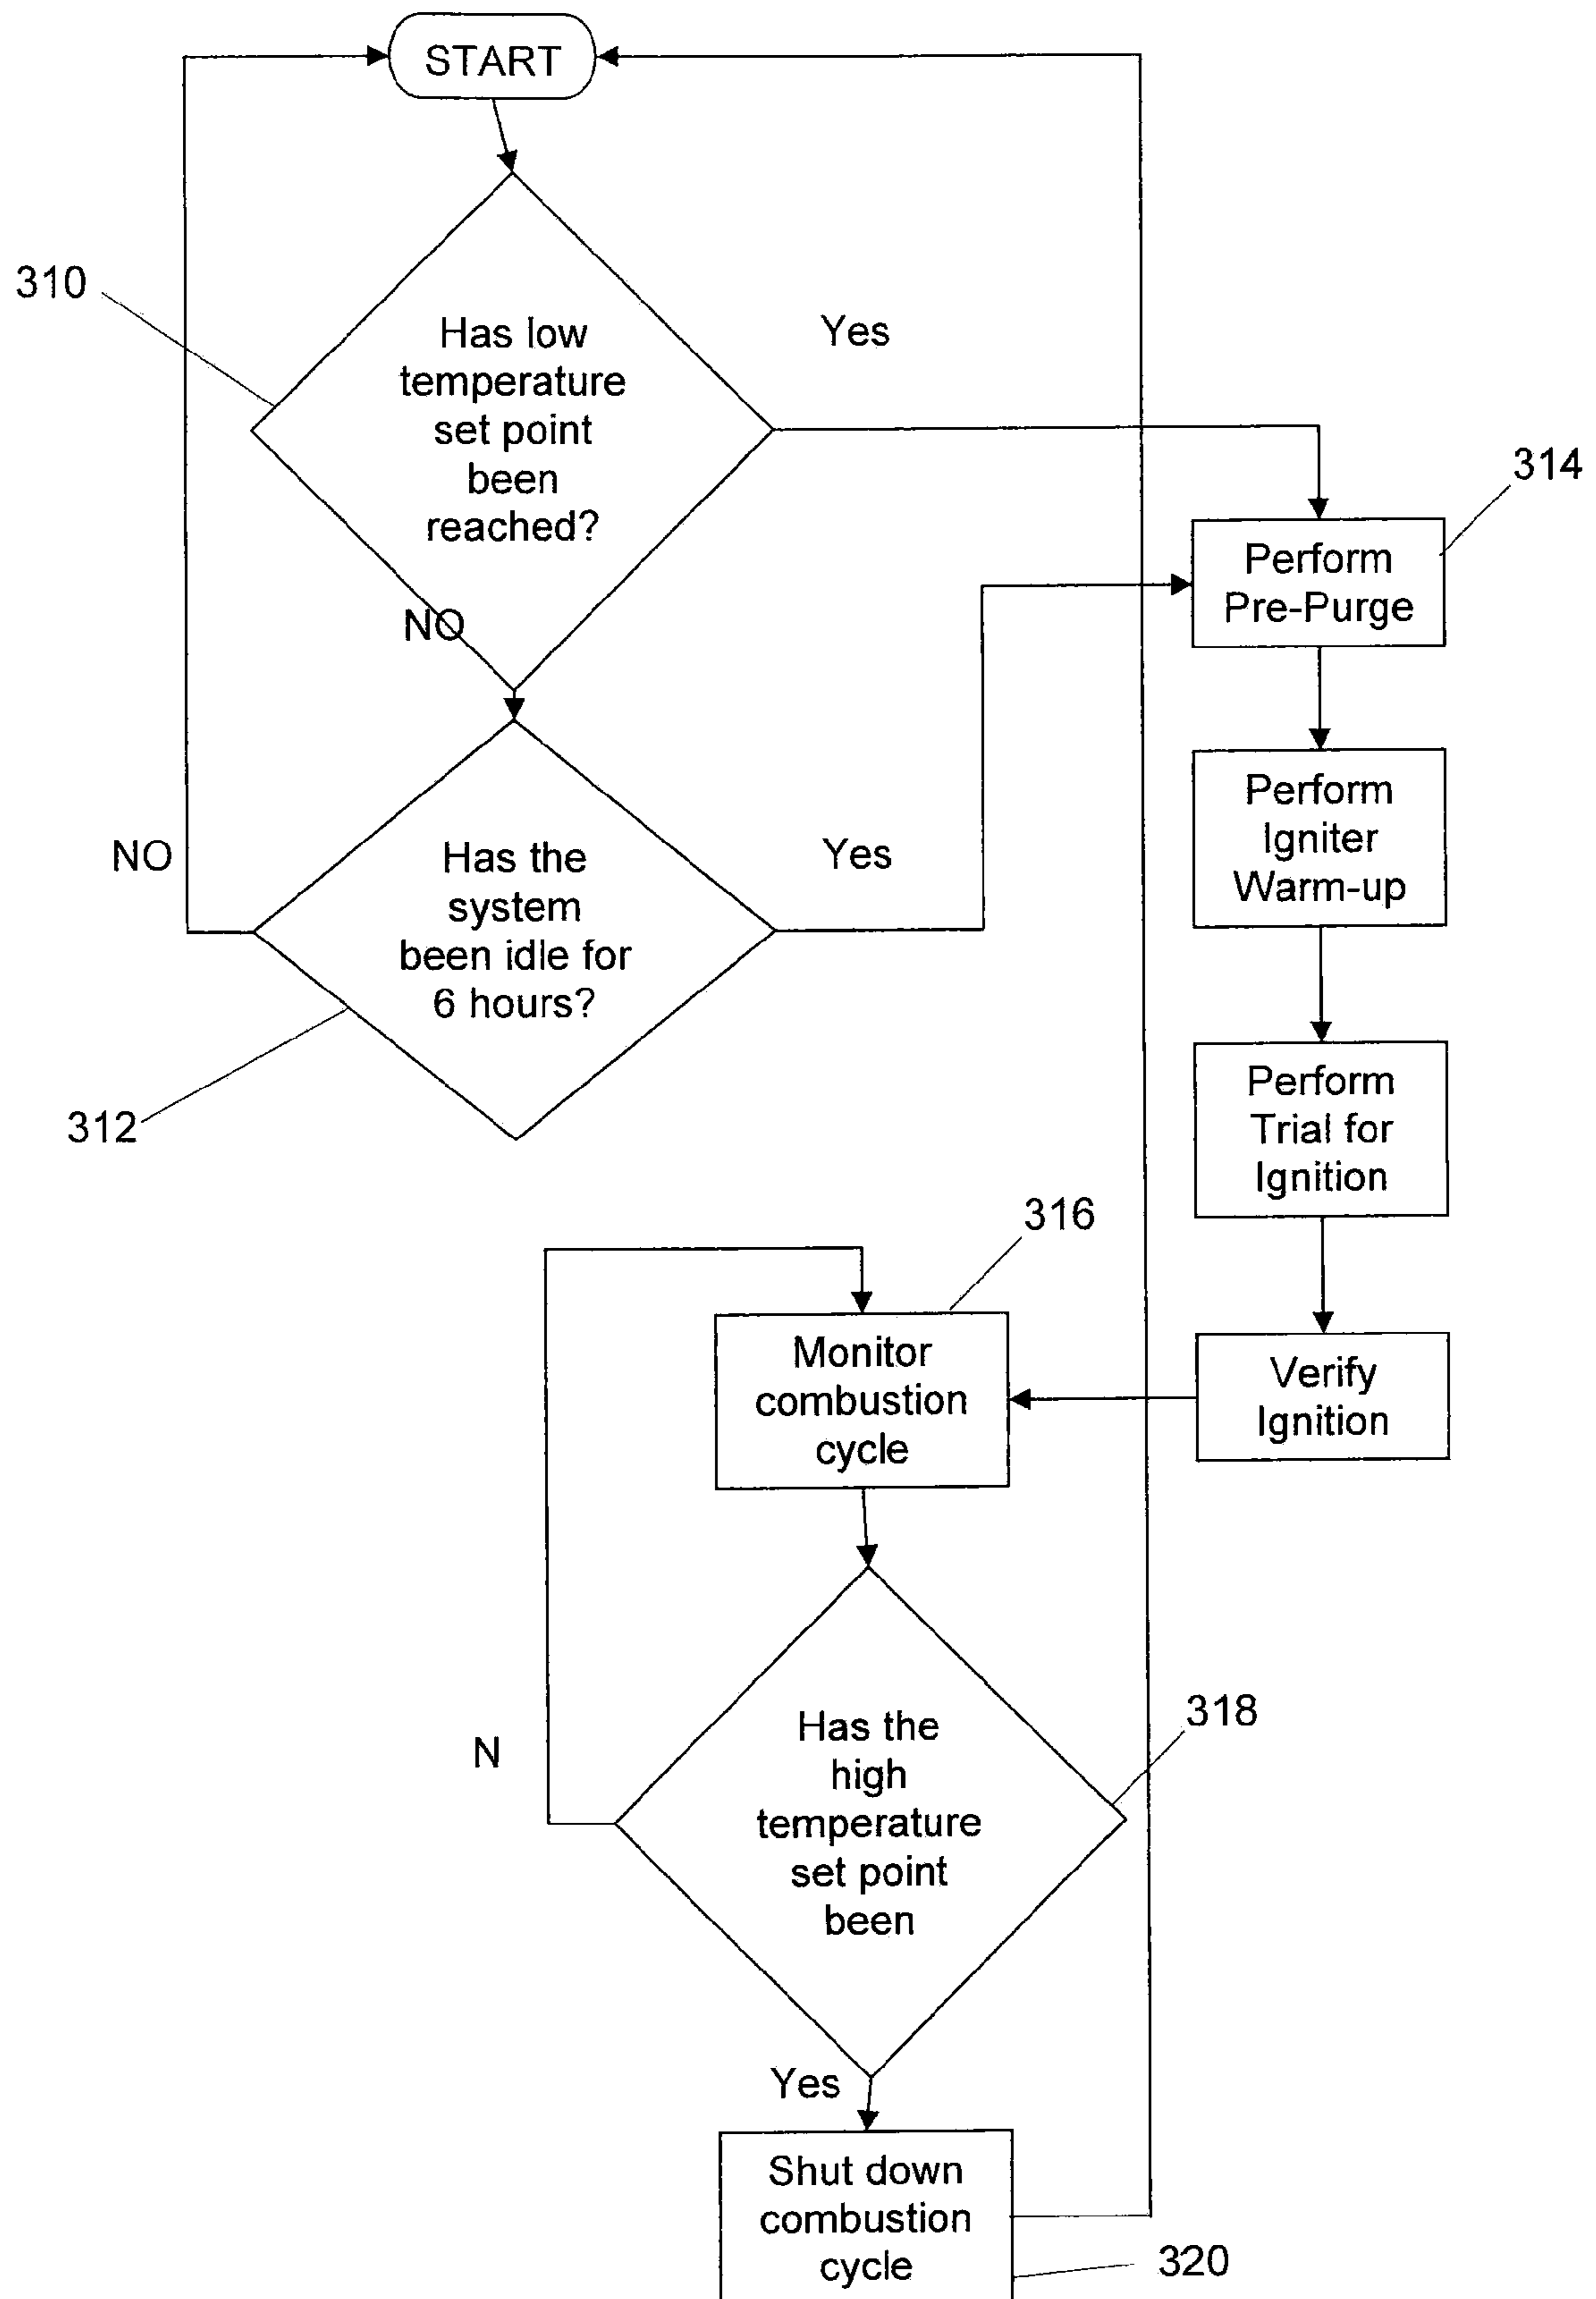 START
310
Has low
temperature
set point
been
reached?
Yes
NO
314
Perform
Pre-Purge
Perform
Igniter
Warm-up
NO
Has the
system
been idle for
6 hours?
Yes
312
Perform
Trial for
Ignition
316
Monitor
combustion
cycle
Verify
Ignition
N
Has the
high
temperature
set point
been
318
Yes
Shut down
combustion
cycle
320